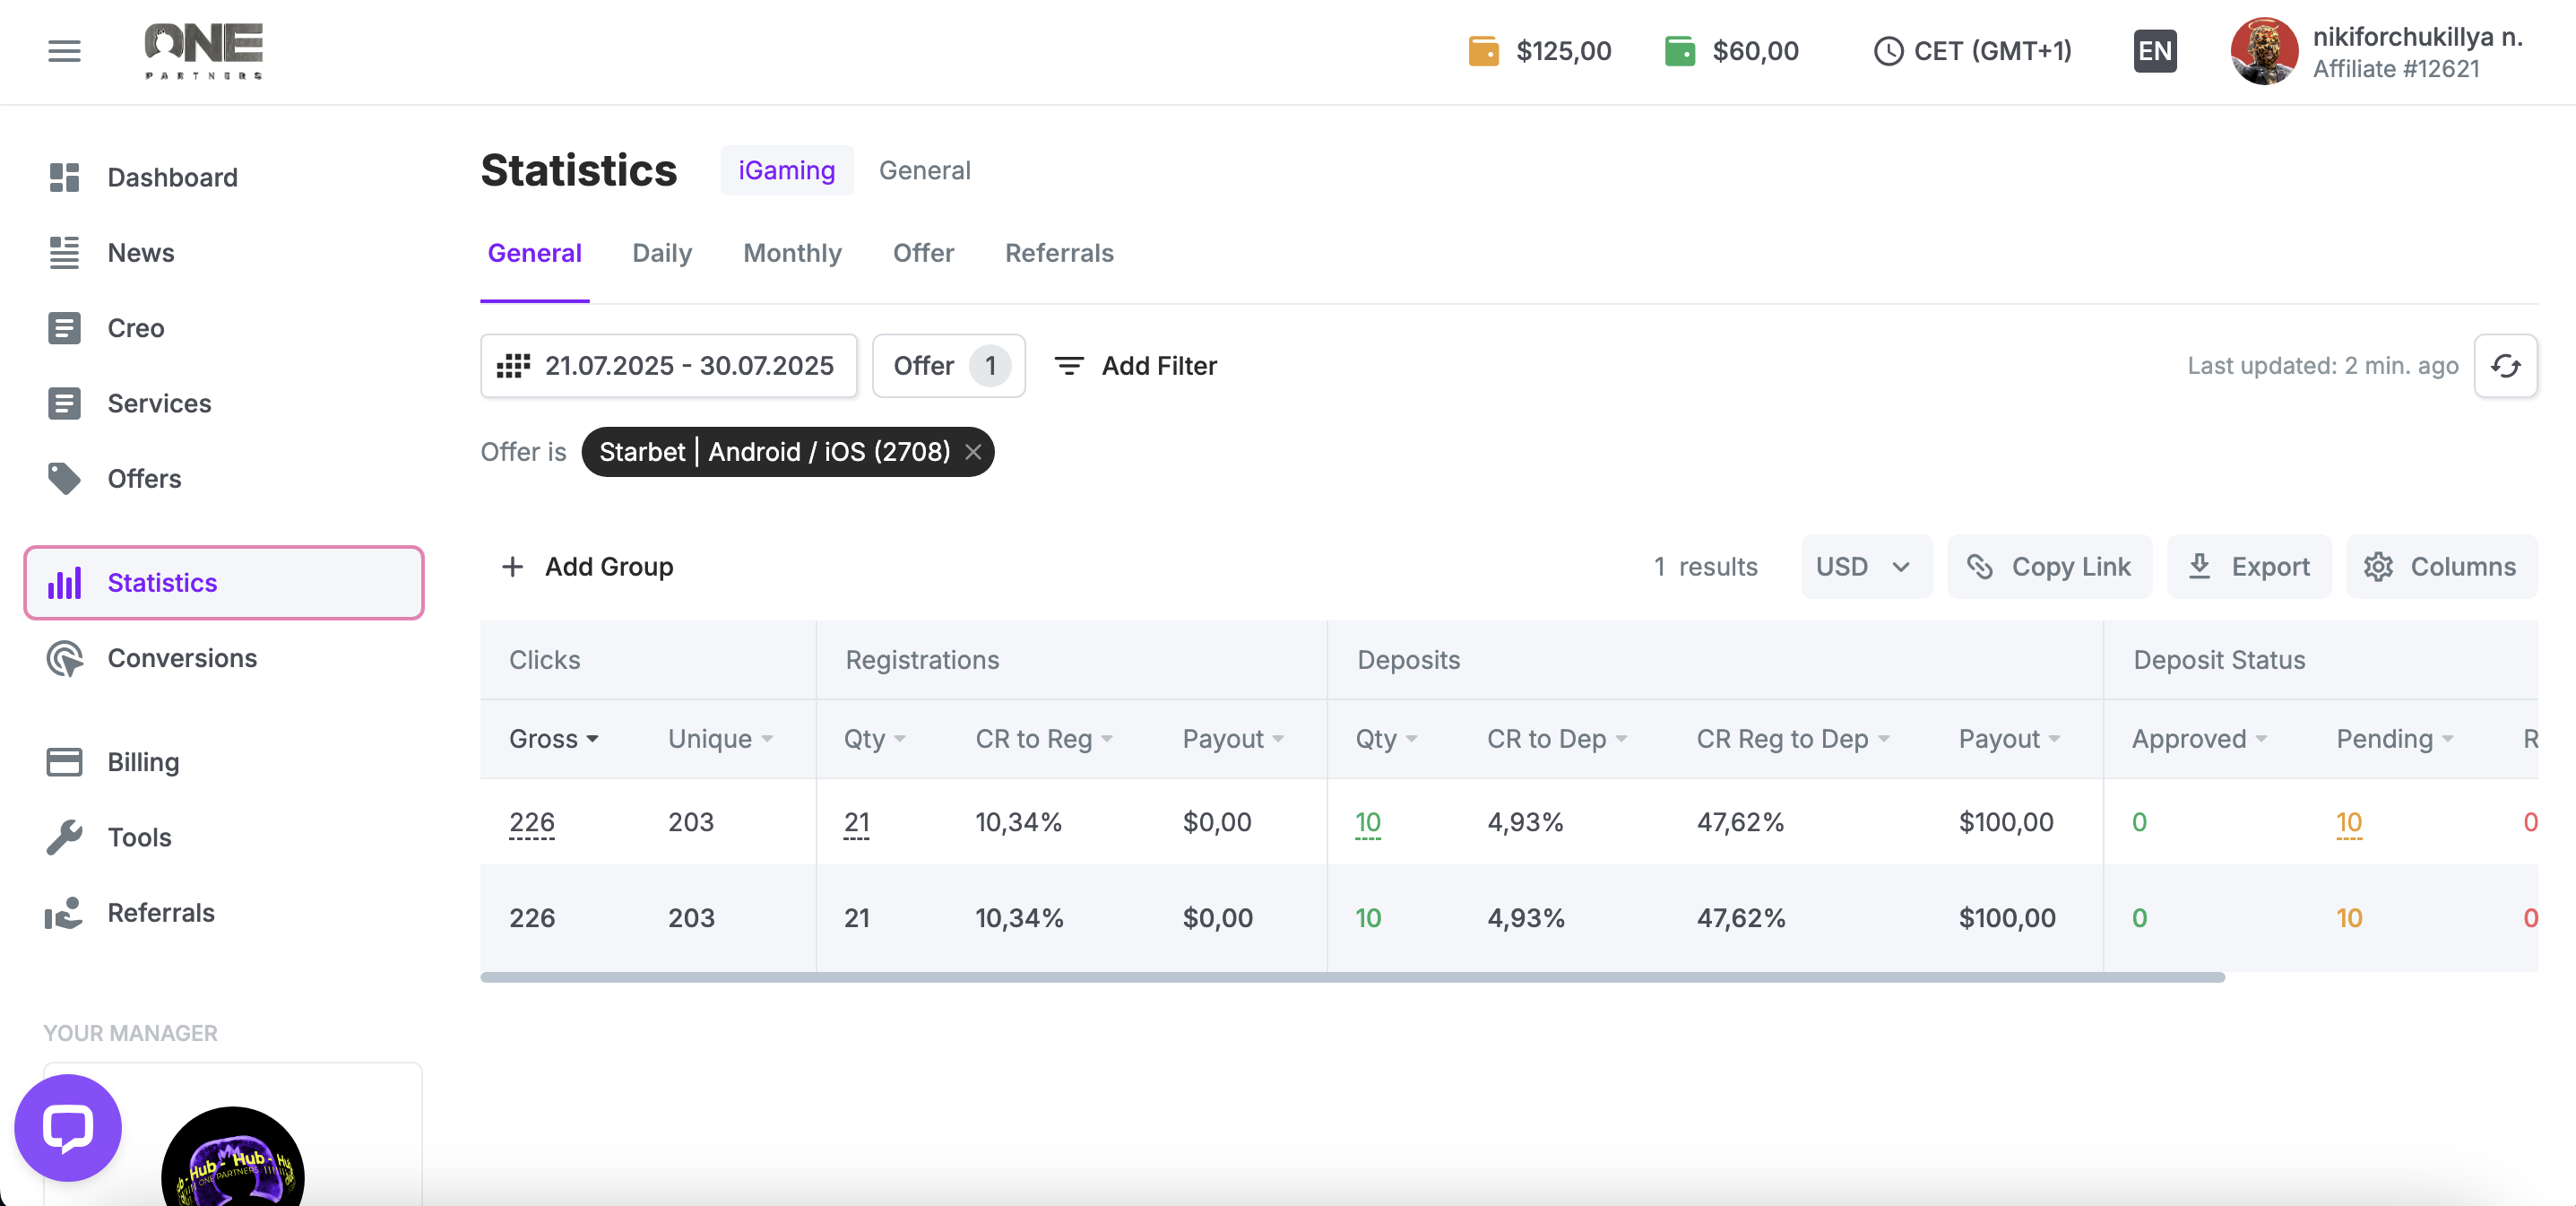 ONE
PARTNERS
$125,00
$60,00
CET (GMT+1)
EN
nikiforchukillya n.
Affiliate #12621
Dashboard
News
Creo
Services
Offers
Statistics
Conversions
Billing
Tools
Referrals
YOUR MANAGER
Hub - Hub - Hu
ONE PARTNERS
Statistics
iGaming
General
General
Daily
Monthly
Offer
Referrals
21.07.2025 - 30.07.2025
Offer 1
Add Filter
Last updated: 2 min. ago
Offer is Starbet | Android / iOS (2708)
Add Group
1 results
USD
Copy Link
Export
Columns
Clicks Registrations Deposits Deposit Status
Gross Unique Qty CR to Reg Payout Qty CR to Dep CR Reg to Dep Payout Approved Pending R
226 203 21 10,34% $0,00 10 4,93% 47,62% $100,00 0 10 0
226 203 21 10,34% $0,00 10 4,93% 47,62% $100,00 0 10 0